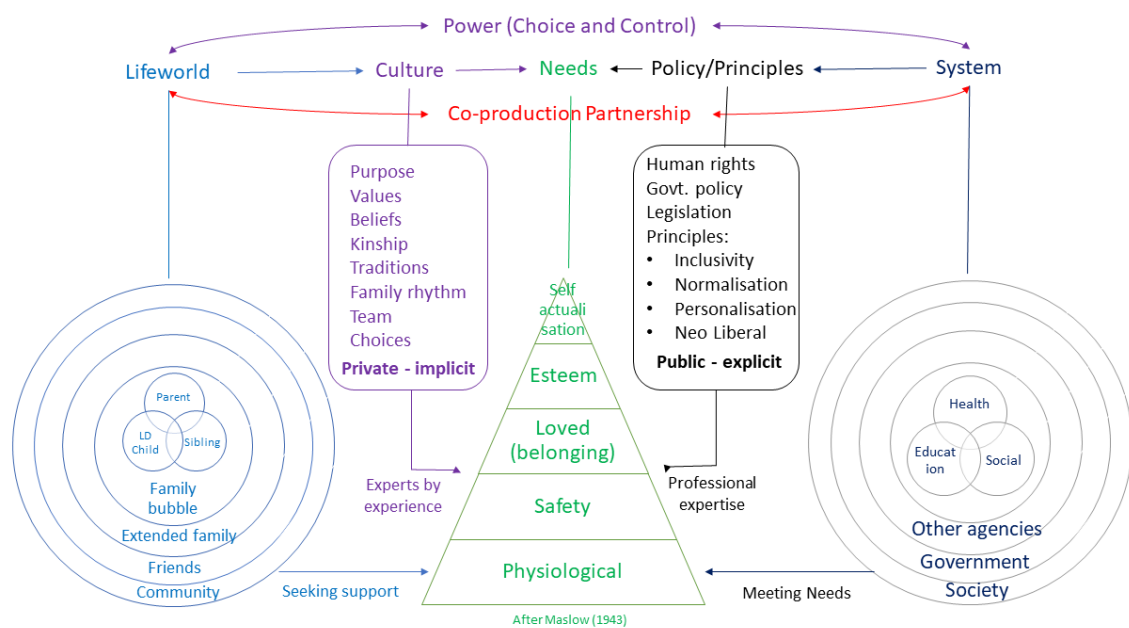 Power (Choice and Control)
Lifeworld
Culture
Needs
Policy/Principles
System
Co-production Partnership
Purpose
Values
Beliefs
Kinship
Traditions
Family rhythm
Team
Choices
Private - implicit
Human rights
Govt. policy
Legislation
Principles:
• Inclusivity
• Normalisation
• Personalisation
• Neo Liberal
Public - explicit
Self
actuali
sation
Esteem
Loved
(belonging)
Safety
Physiological
After Maslow (1943)
Parent
LD
Child
Sibling
Family
bubble
Extended family
Friends
Community
Experts by
experience
Seeking support
Professional
expertise
Meeting Needs
Health
Educat
ion
Social
Other agencies
Government
Society